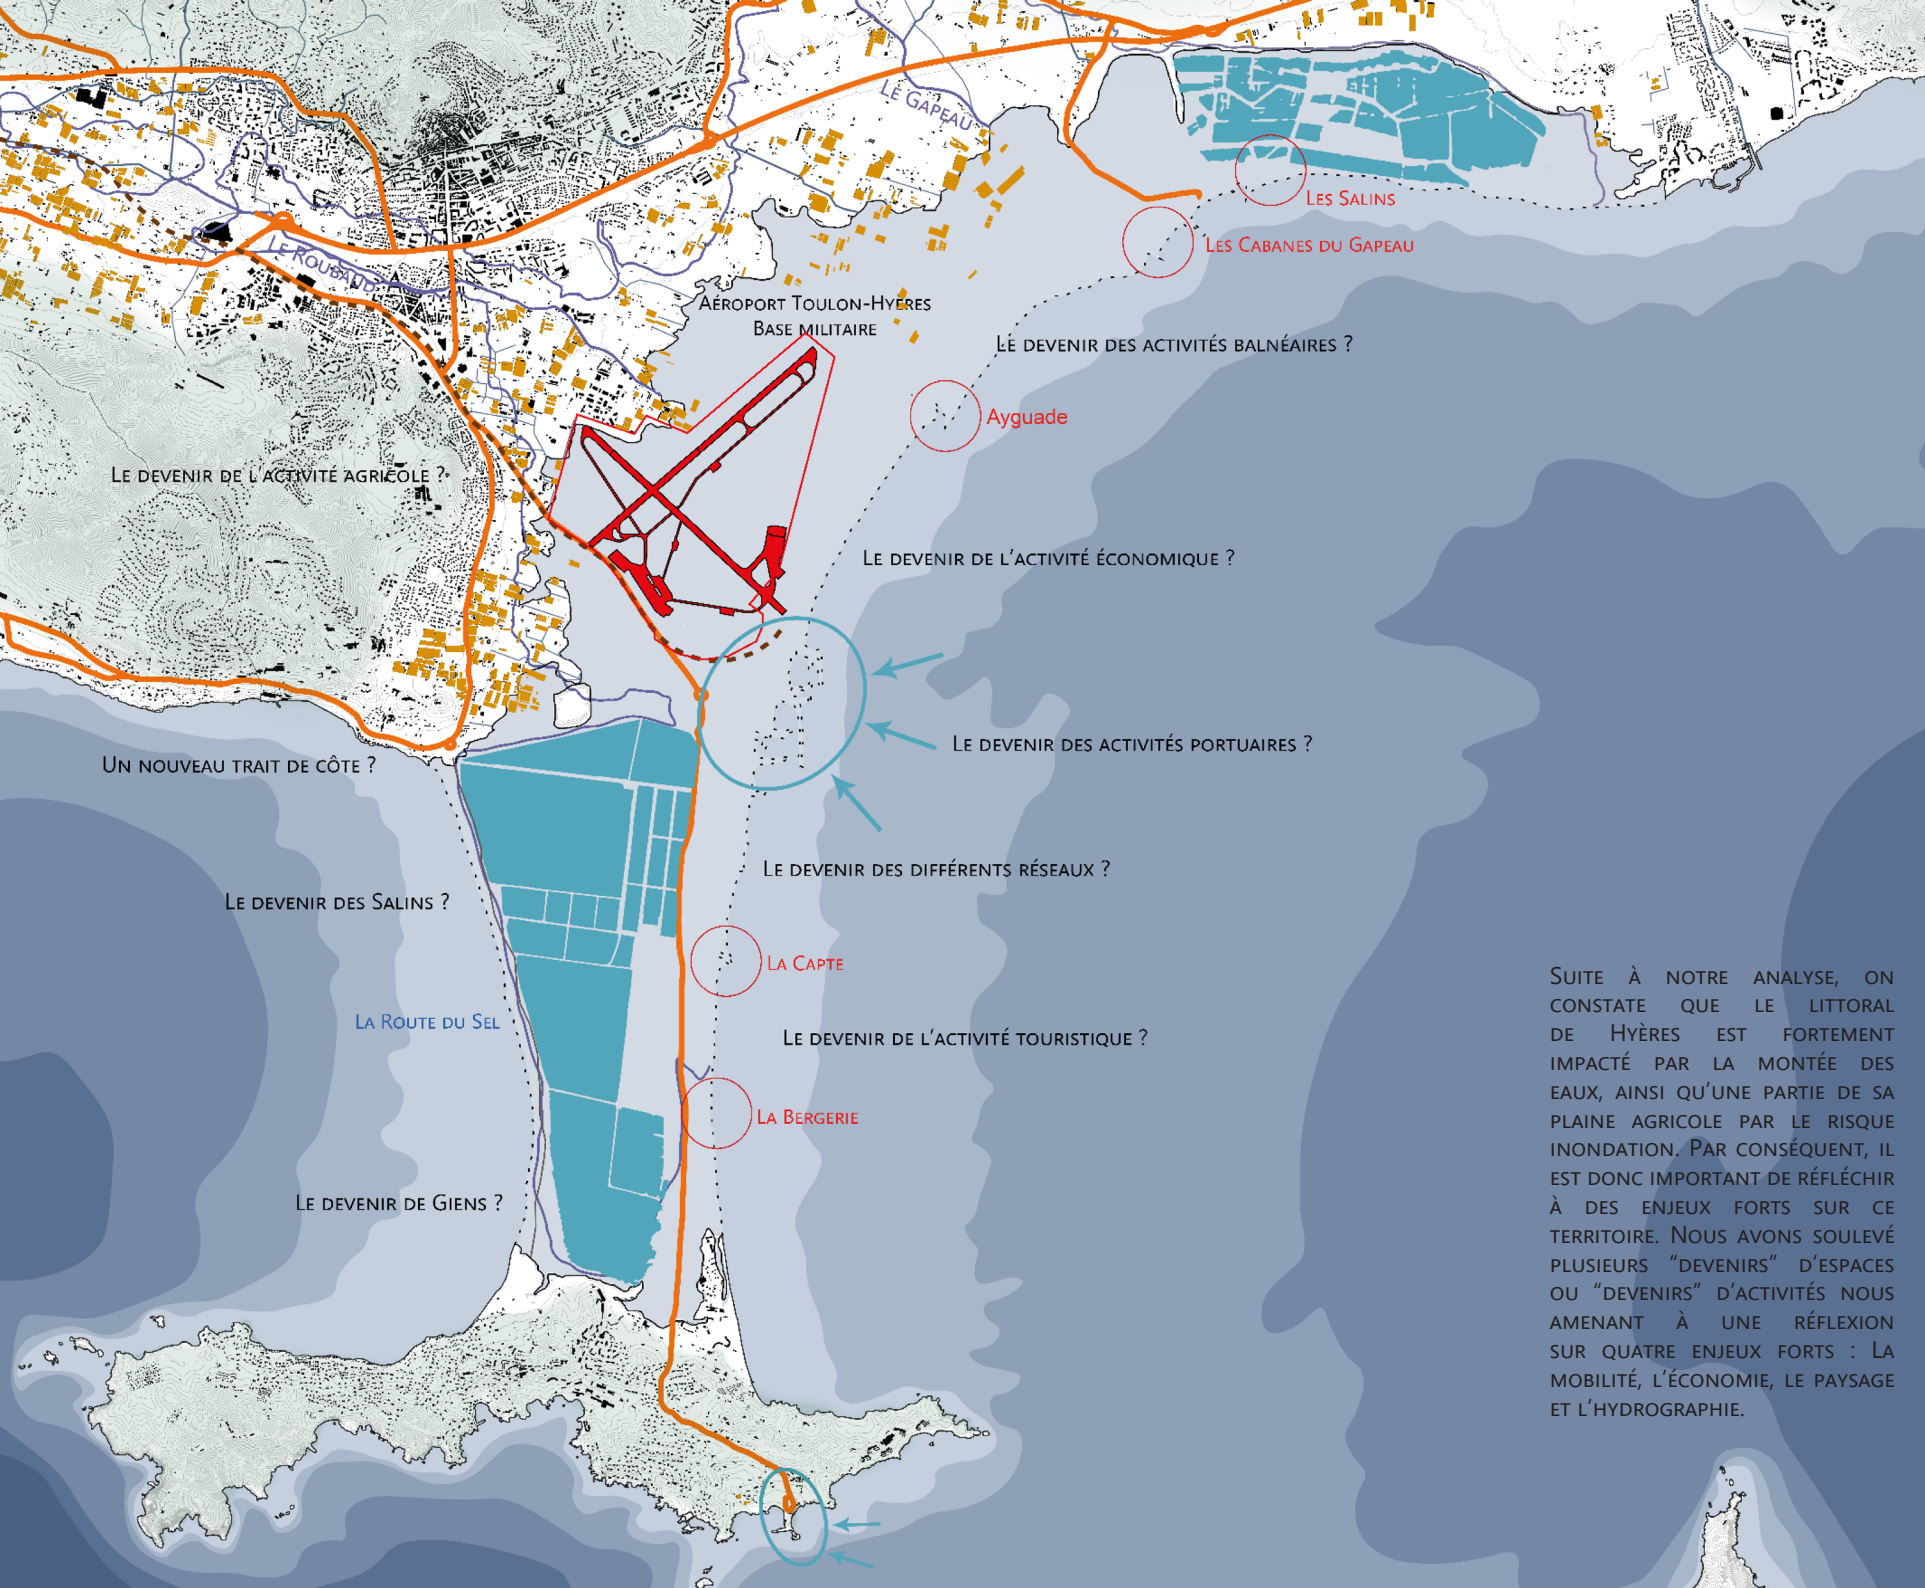 Le Gapeau
Les Salins
Les Cabanes du Gapeau
Le Roubaud
Aéroport Toulon-Hyères
Base militaire
Le devenir des activités balnéaires ?
Ayguade
Le devenir de l'activité agricole ?
Le devenir de l'activité économique ?
Le devenir des activités portuaires ?
Un nouveau trait de côte ?
Le devenir des différents réseaux ?
Le devenir des Salins ?
La Capte
La Route du Sel
Le devenir de l'activité touristique ?
La Bergerie
Le devenir de Giens ?
Suite à notre analyse, on
constate que le littoral
de Hyères est fortement
impacté par la montée des
eaux, ainsi qu'une partie de sa
plaine agricole par le risque
inondation. Par conséquent, il
est donc important de réfléchir
à des enjeux forts sur ce
territoire. Nous avons soulevé
plusieurs "devenirs" d'espaces
ou "devenirs" d'activités nous
amenant à une réflexion
sur quatre enjeux forts : La
mobilité, l'économie, le paysage
et l'hydrographie.